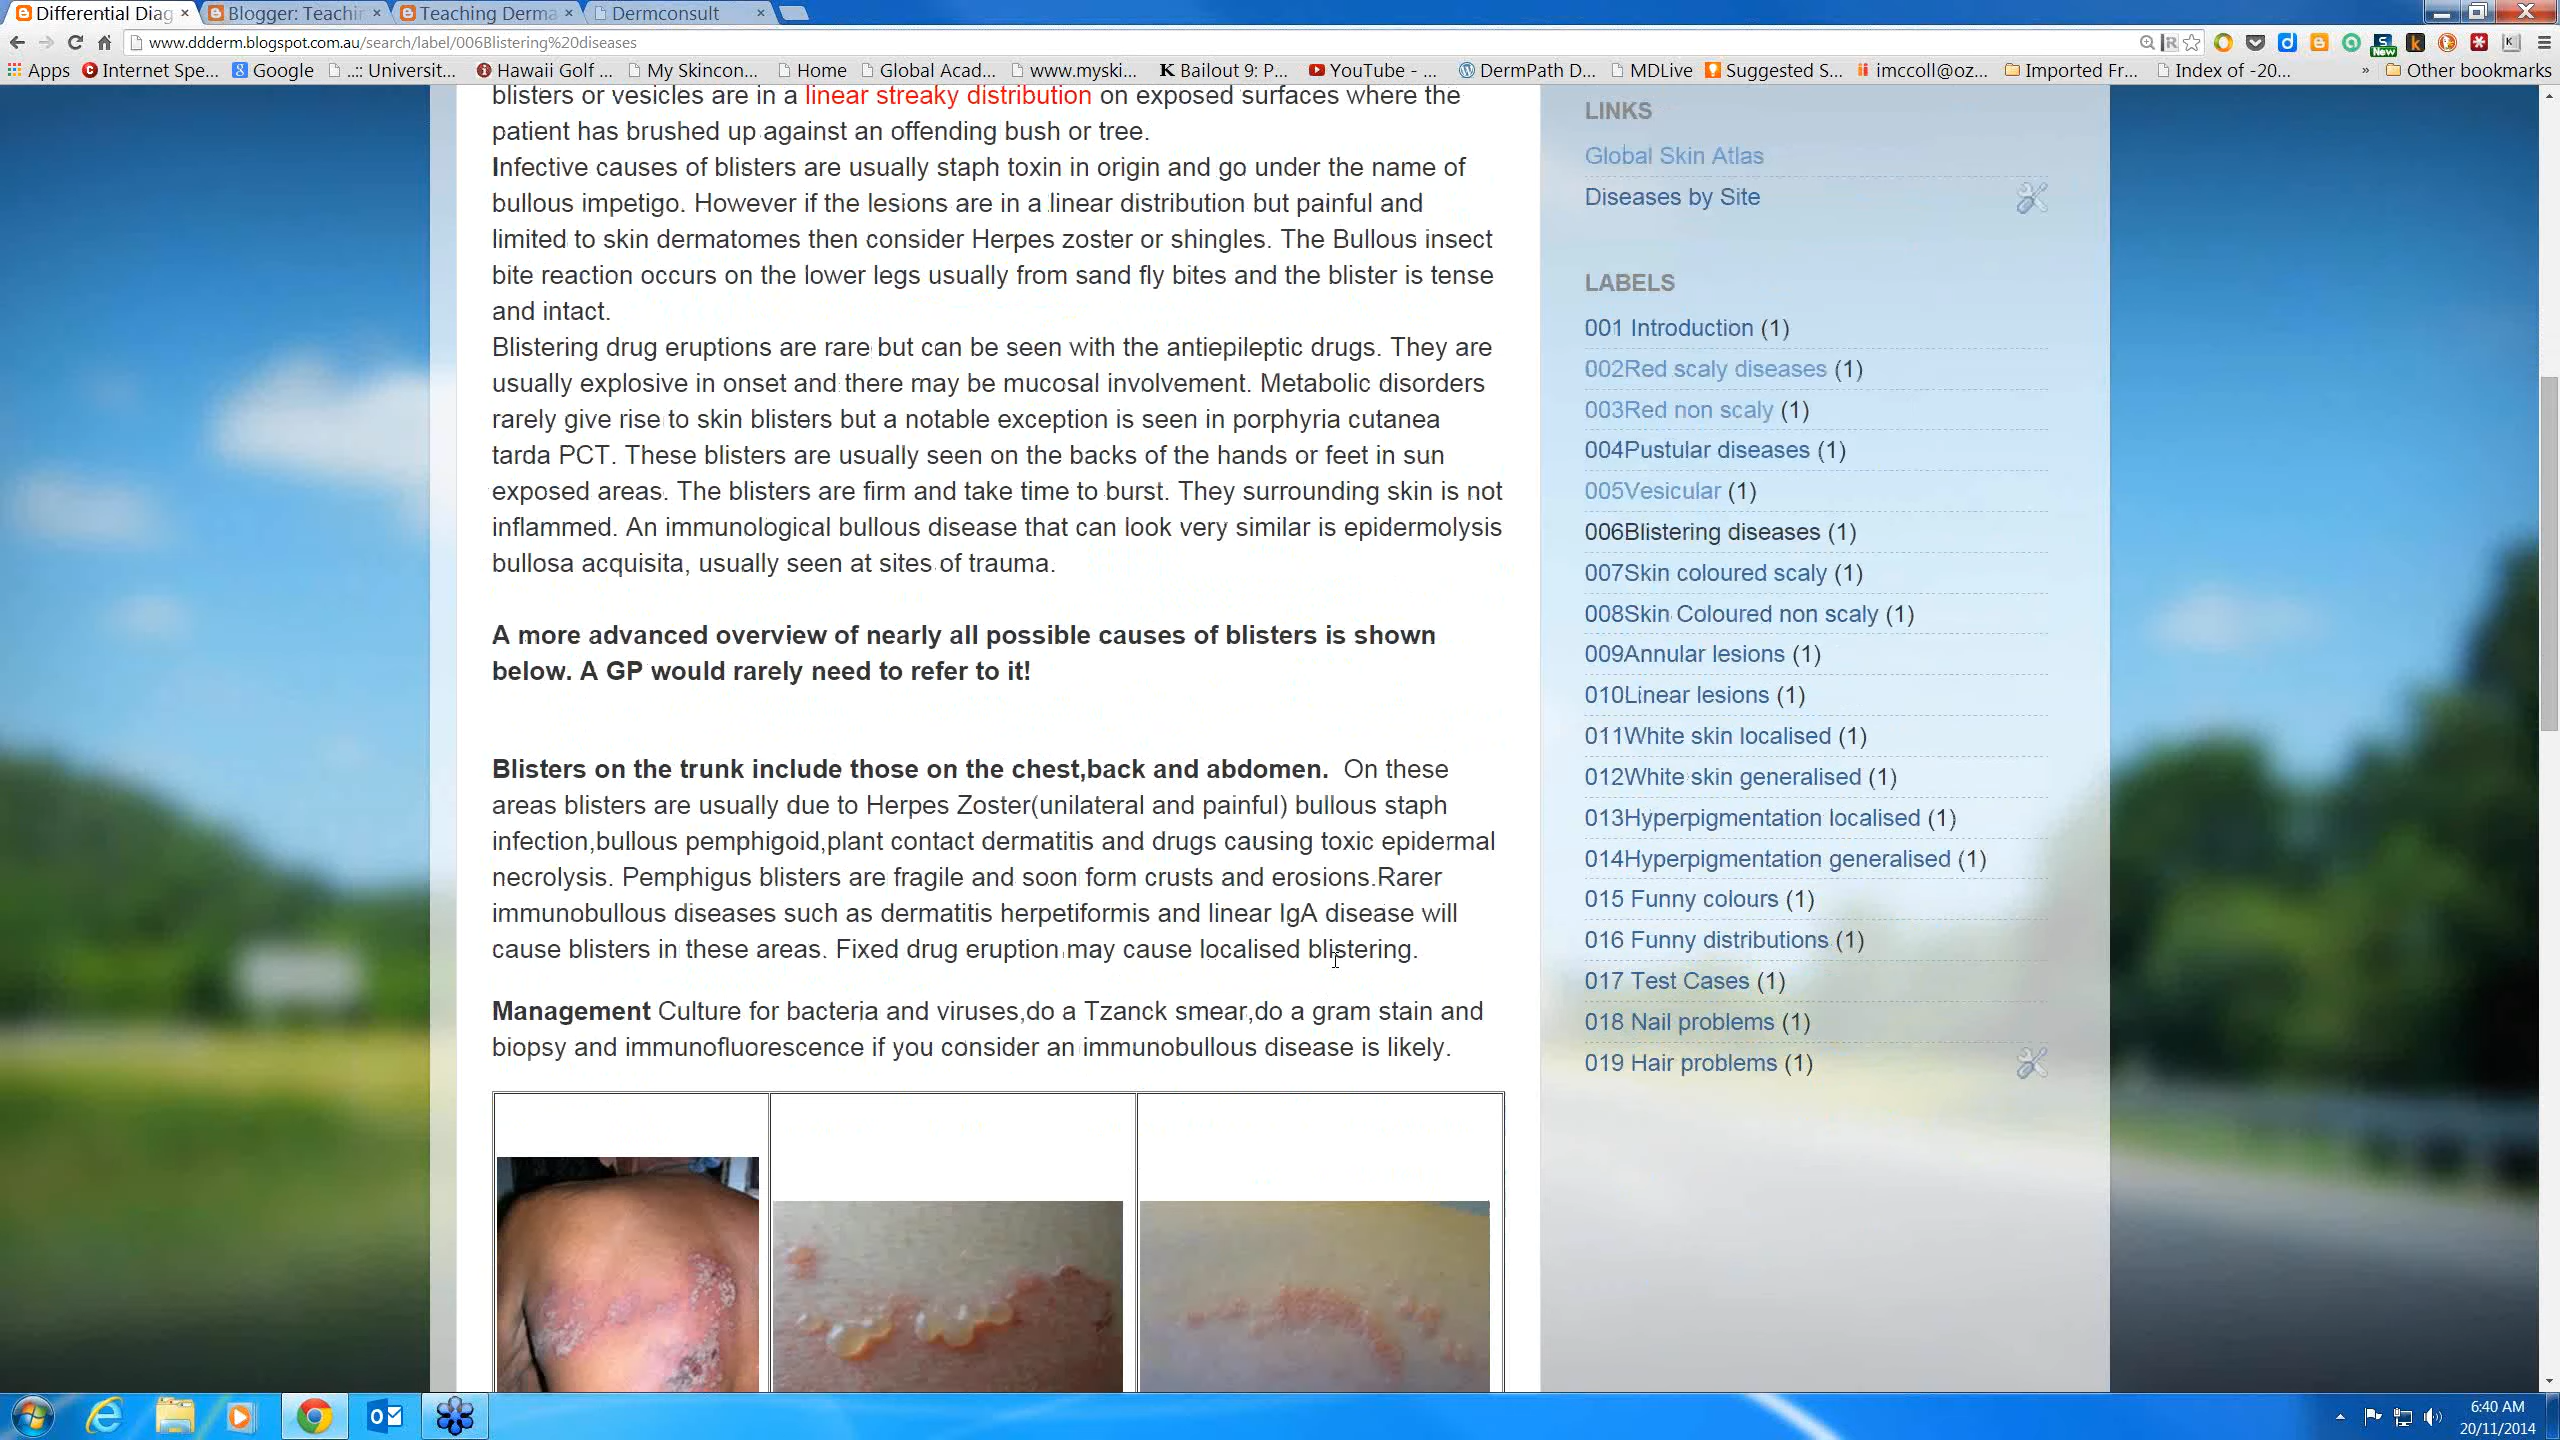 Differential Diag
Blogger: Teachin
Teaching Derma
Dermconsult
www.ddderm.blogspot.com.au/search/label/006Blistering%20diseases
Apps
Internet Spe...
Google
..:: Universit...
Hawaii Golf ...
My Skincon...
Home
Global Acad...
www.myski...
Bailout 9: P...
YouTube - ...
DermPath D...
MDLive
Suggested S...
imccoll@oz...
Imported Fr...
Index of -20...
»
Other bookmarks
blisters or vesicles are in a linear streaky distribution on exposed surfaces where the
patient has brushed up against an offending bush or tree.
Infective causes of blisters are usually staph toxin in origin and go under the name of
bullous impetigo. However if the lesions are in a linear distribution but painful and
limited to skin dermatomes then consider Herpes zoster or shingles. The Bullous insect
bite reaction occurs on the lower legs usually from sand fly bites and the blister is tense
and intact.
Blistering drug eruptions are rare but can be seen with the antiepileptic drugs. They are
usually explosive in onset and there may be mucosal involvement. Metabolic disorders
rarely give rise to skin blisters but a notable exception is seen in porphyria cutanea
tarda PCT. These blisters are usually seen on the backs of the hands or feet in sun
exposed areas. The blisters are firm and take time to burst. They surrounding skin is not
inflammed. An immunological bullous disease that can look very similar is epidermolysis
bullosa acquisita, usually seen at sites of trauma.
A more advanced overview of nearly all possible causes of blisters is shown
below. A GP would rarely need to refer to it!
Blisters on the trunk include those on the chest,back and abdomen. On these
areas blisters are usually due to Herpes Zoster(unilateral and painful) bullous staph
infection,bullous pemphigoid,plant contact dermatitis and drugs causing toxic epidermal
necrolysis. Pemphigus blisters are fragile and soon form crusts and erosions.Rarer
immunobullous diseases such as dermatitis herpetiformis and linear IgA disease will
cause blisters in these areas. Fixed drug eruption may cause localised blistering.
Management Culture for bacteria and viruses,do a Tzanck smear,do a gram stain and
biopsy and immunofluorescence if you consider an immunobullous disease is likely.
LINKS
Global Skin Atlas
Diseases by Site
LABELS
001 Introduction (1)
002Red scaly diseases (1)
003Red non scaly (1)
004Pustular diseases (1)
005Vesicular (1)
006Blistering diseases (1)
007Skin coloured scaly (1)
008Skin Coloured non scaly (1)
009Annular lesions (1)
010Linear lesions (1)
011White skin localised (1)
012White skin generalised (1)
013Hyperpigmentation localised (1)
014Hyperpigmentation generalised (1)
015 Funny colours (1)
016 Funny distributions (1)
017 Test Cases (1)
018 Nail problems (1)
019 Hair problems (1)
6:40 AM
20/11/2014